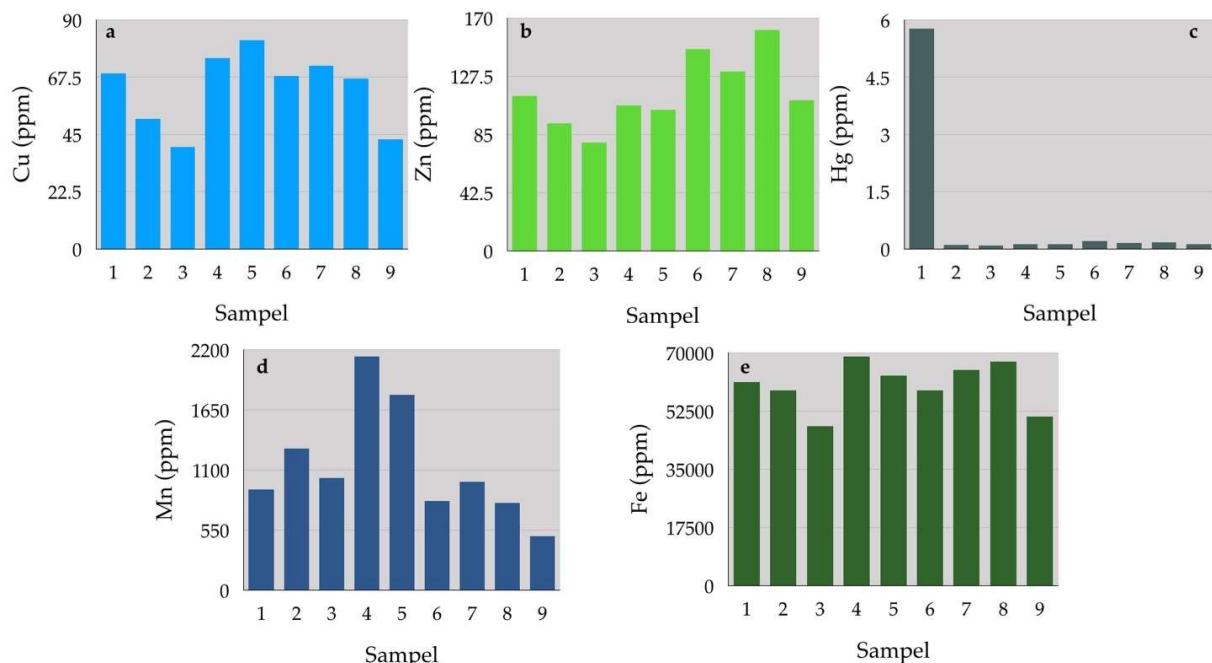 a
Cu (ppm)
90
67.5
45
22.5
0
1 2 3 4 5 6 7 8 9
Sampel
b
Zn (ppm)
170
127.5
85
42.5
0
1 2 3 4 5 6 7 8 9
Sampel
c
Hg (ppm)
6
4.5
3
1.5
0
1 2 3 4 5 6 7 8 9
Sampel
d
Mn (ppm)
2200
1650
1100
550
0
1 2 3 4 5 6 7 8 9
Sampel
e
Fe (ppm)
70000
52500
35000
17500
0
1 2 3 4 5 6 7 8 9
Sampel